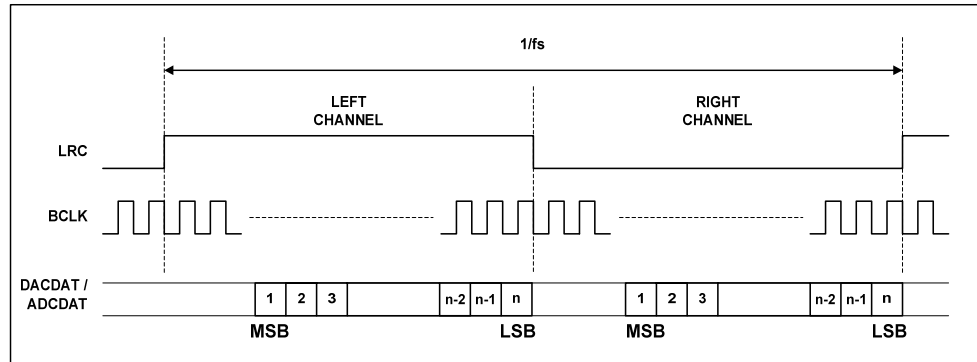 1/fs
LEFT
CHANNEL
RIGHT
CHANNEL
LRC
BCLK
DACDAT /
ADCDAT
1 2 3 n-2 n-1 n 1 2 3 n-2 n-1 n
MSB LSB MSB LSB